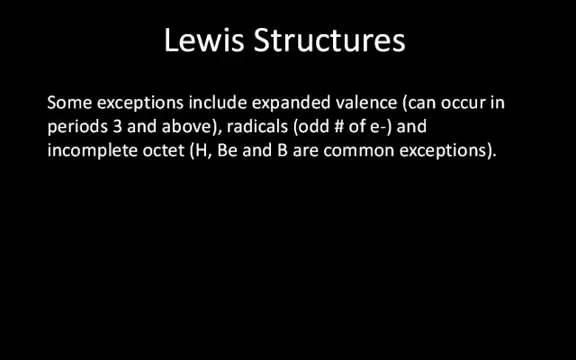 Lewis Structures
Some exceptions include expanded valence (can occur in
periods 3 and above), radicals (odd # of e-) and
incomplete octet (H, Be and B are common exceptions).